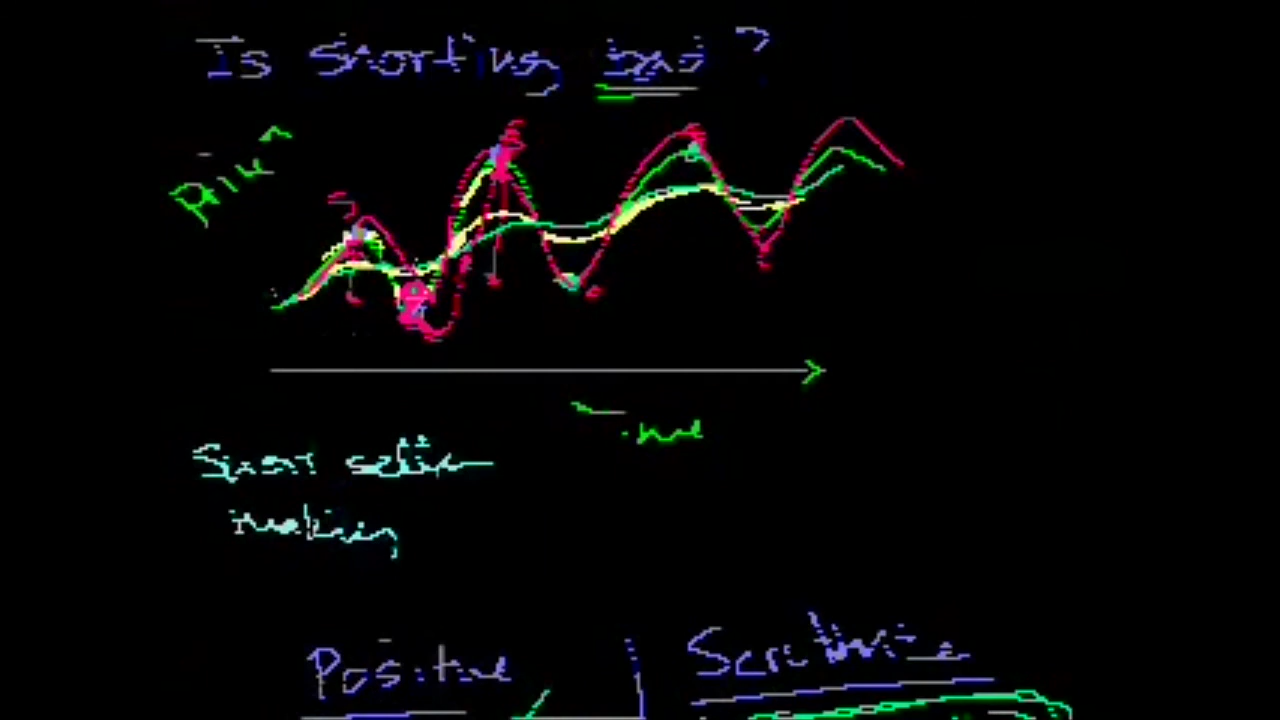 Is shorting bad?
Price
S
S
S
Time
Short selling
Positive
Scrutinize